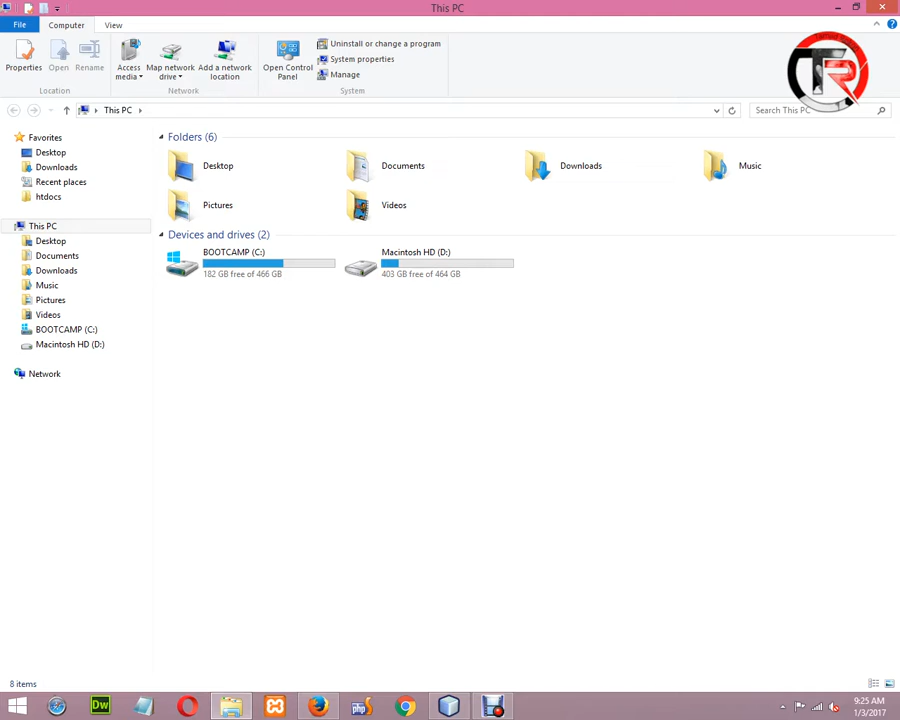 This PC
File Computer View
Properties Open Rename Access media Map network drive Add a network location Open Control Panel
Uninstall or change a program
System properties
Manage
Location Network System
This PC
Search This PC
Favorites
Desktop
Downloads
Recent places
htdocs
This PC
Desktop
Documents
Downloads
Music
Pictures
Videos
BOOTCAMP (C:)
Macintosh HD (D:)
Network
Folders (6)
Desktop Documents Downloads Music
Pictures Videos
Devices and drives (2)
BOOTCAMP (C:)
182 GB free of 466 GB
Macintosh HD (D:)
403 GB free of 464 GB
8 items
TR
Dw
php
9:25 AM
1/3/2017